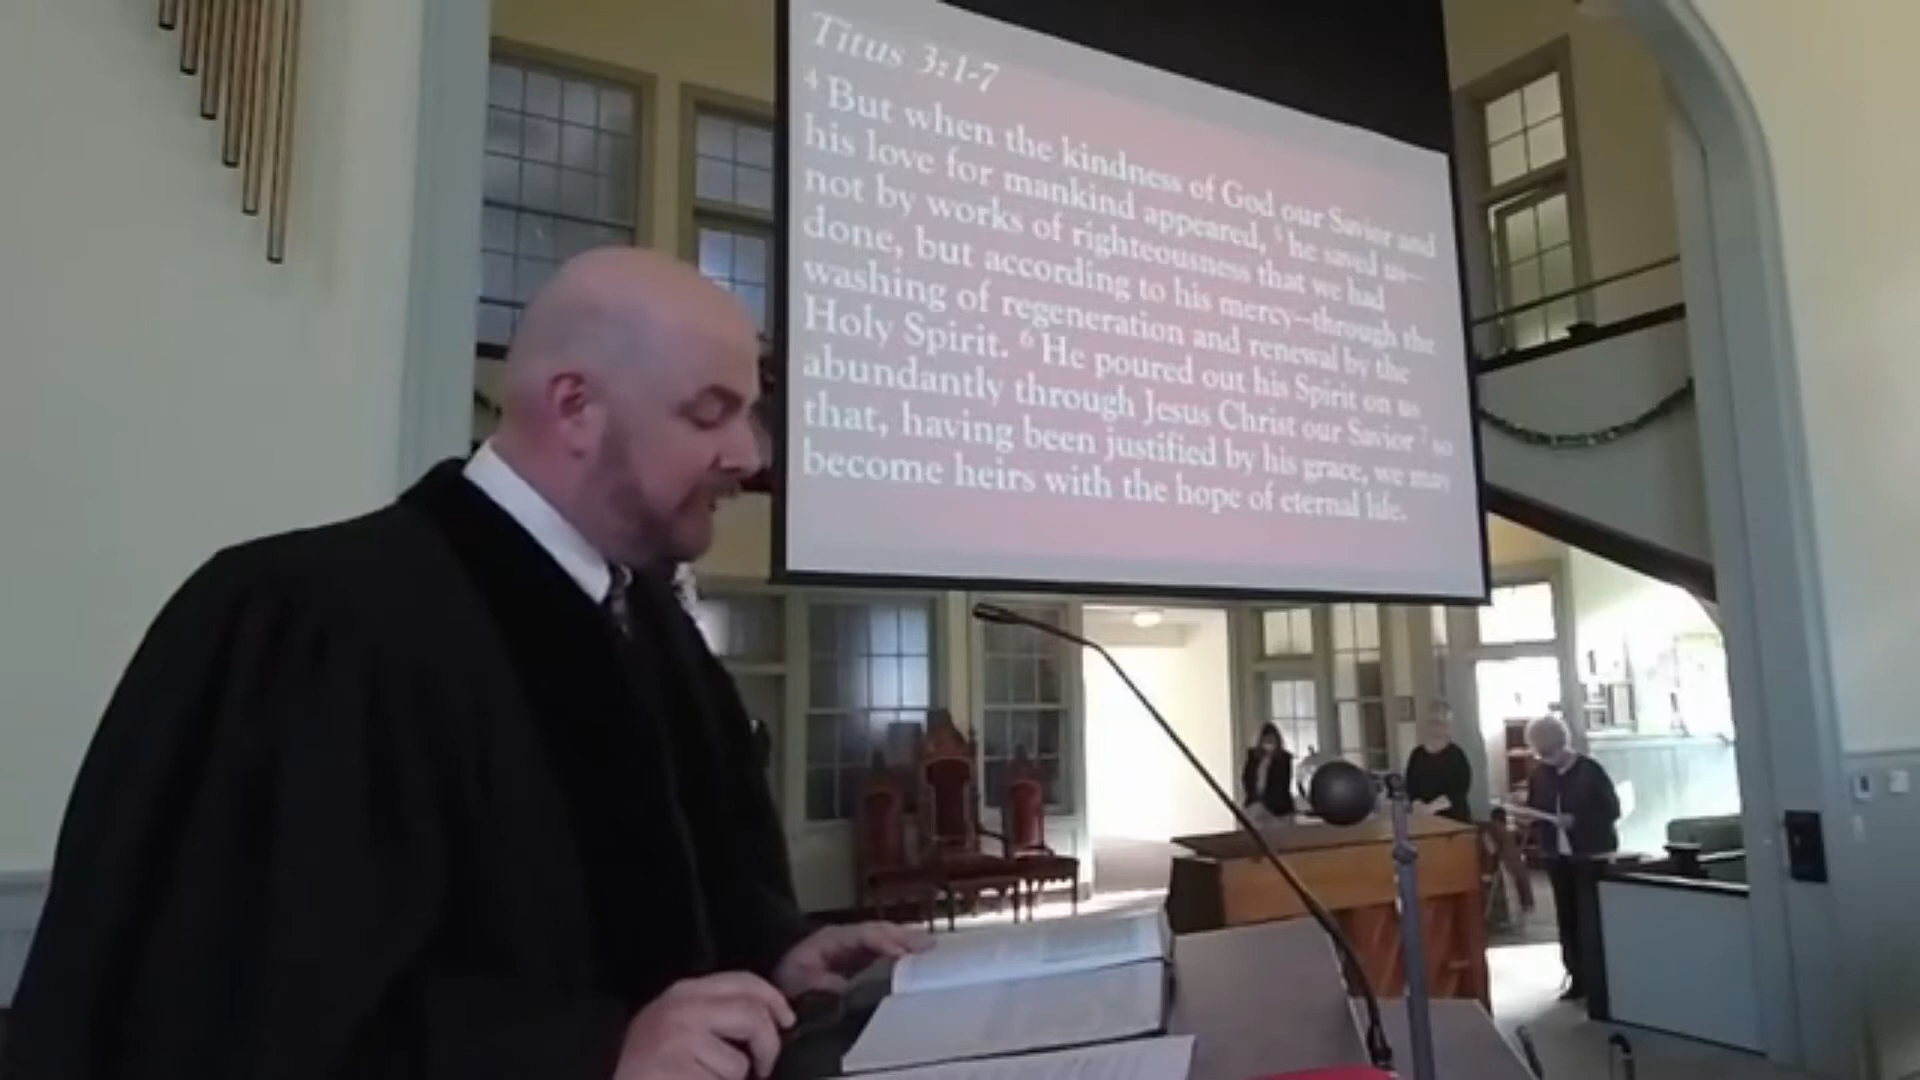 Titus 3:1-7
4 But when the kindness of God our Savior and
his love for mankind appeared, 5 he saved us—
not by works of righteousness that we had
done, but according to his mercy—through the
washing of regeneration and renewal by the
Holy Spirit. 6 He poured out his Spirit on us
abundantly through Jesus Christ our Savior 7 so
that, having been justified by his grace, we may
become heirs with the hope of eternal life.